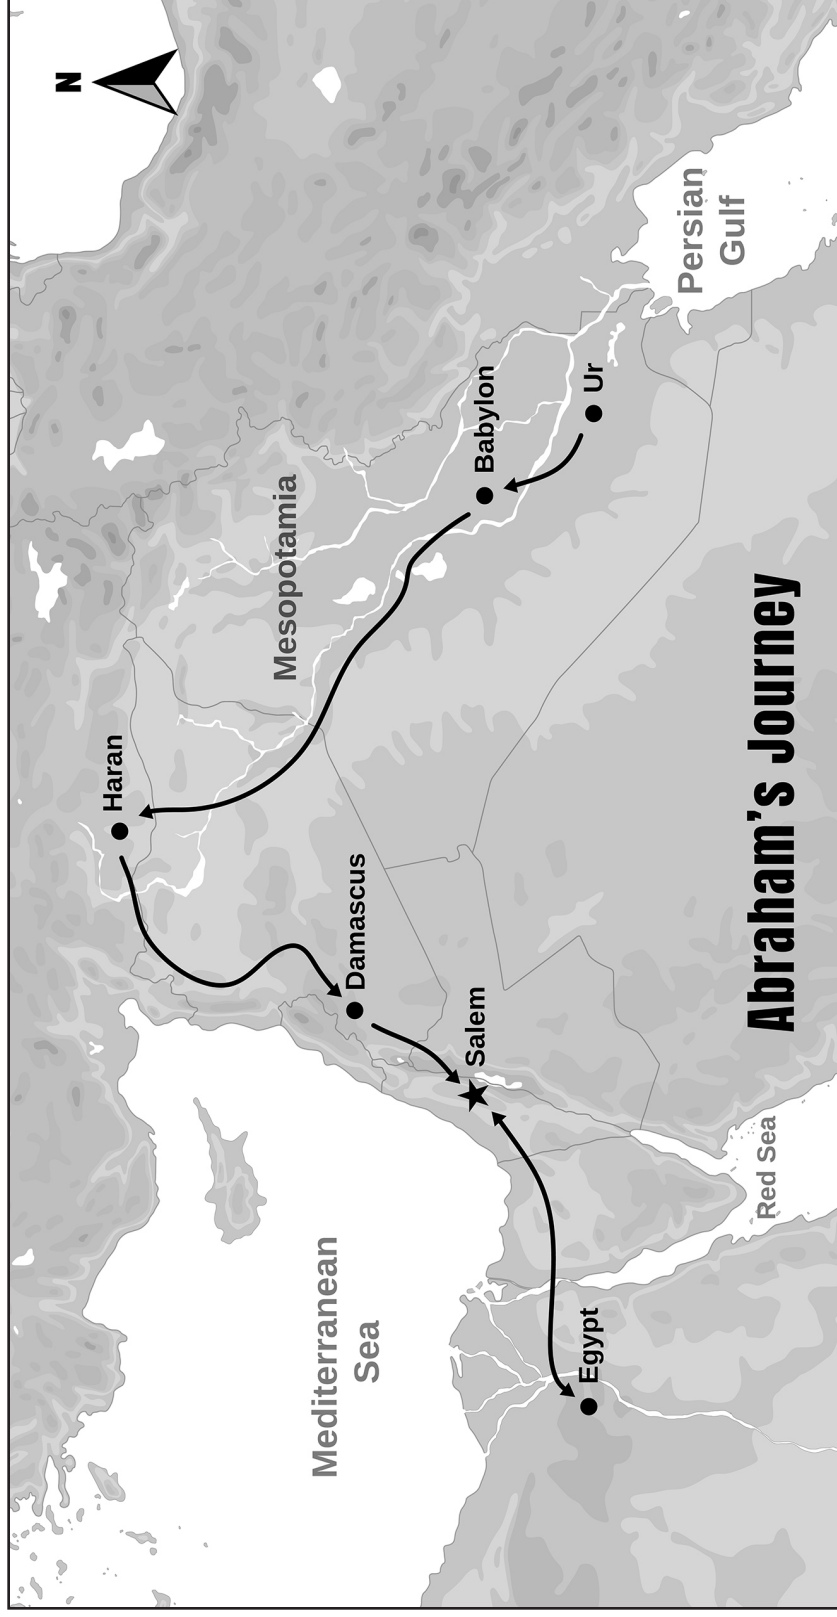 N
Haran
Mesopotamia
Babylon
Ur
Persian
Gulf
Damascus
Salem
Mediterranean
Sea
Egypt
Red Sea
Abraham’s Journey